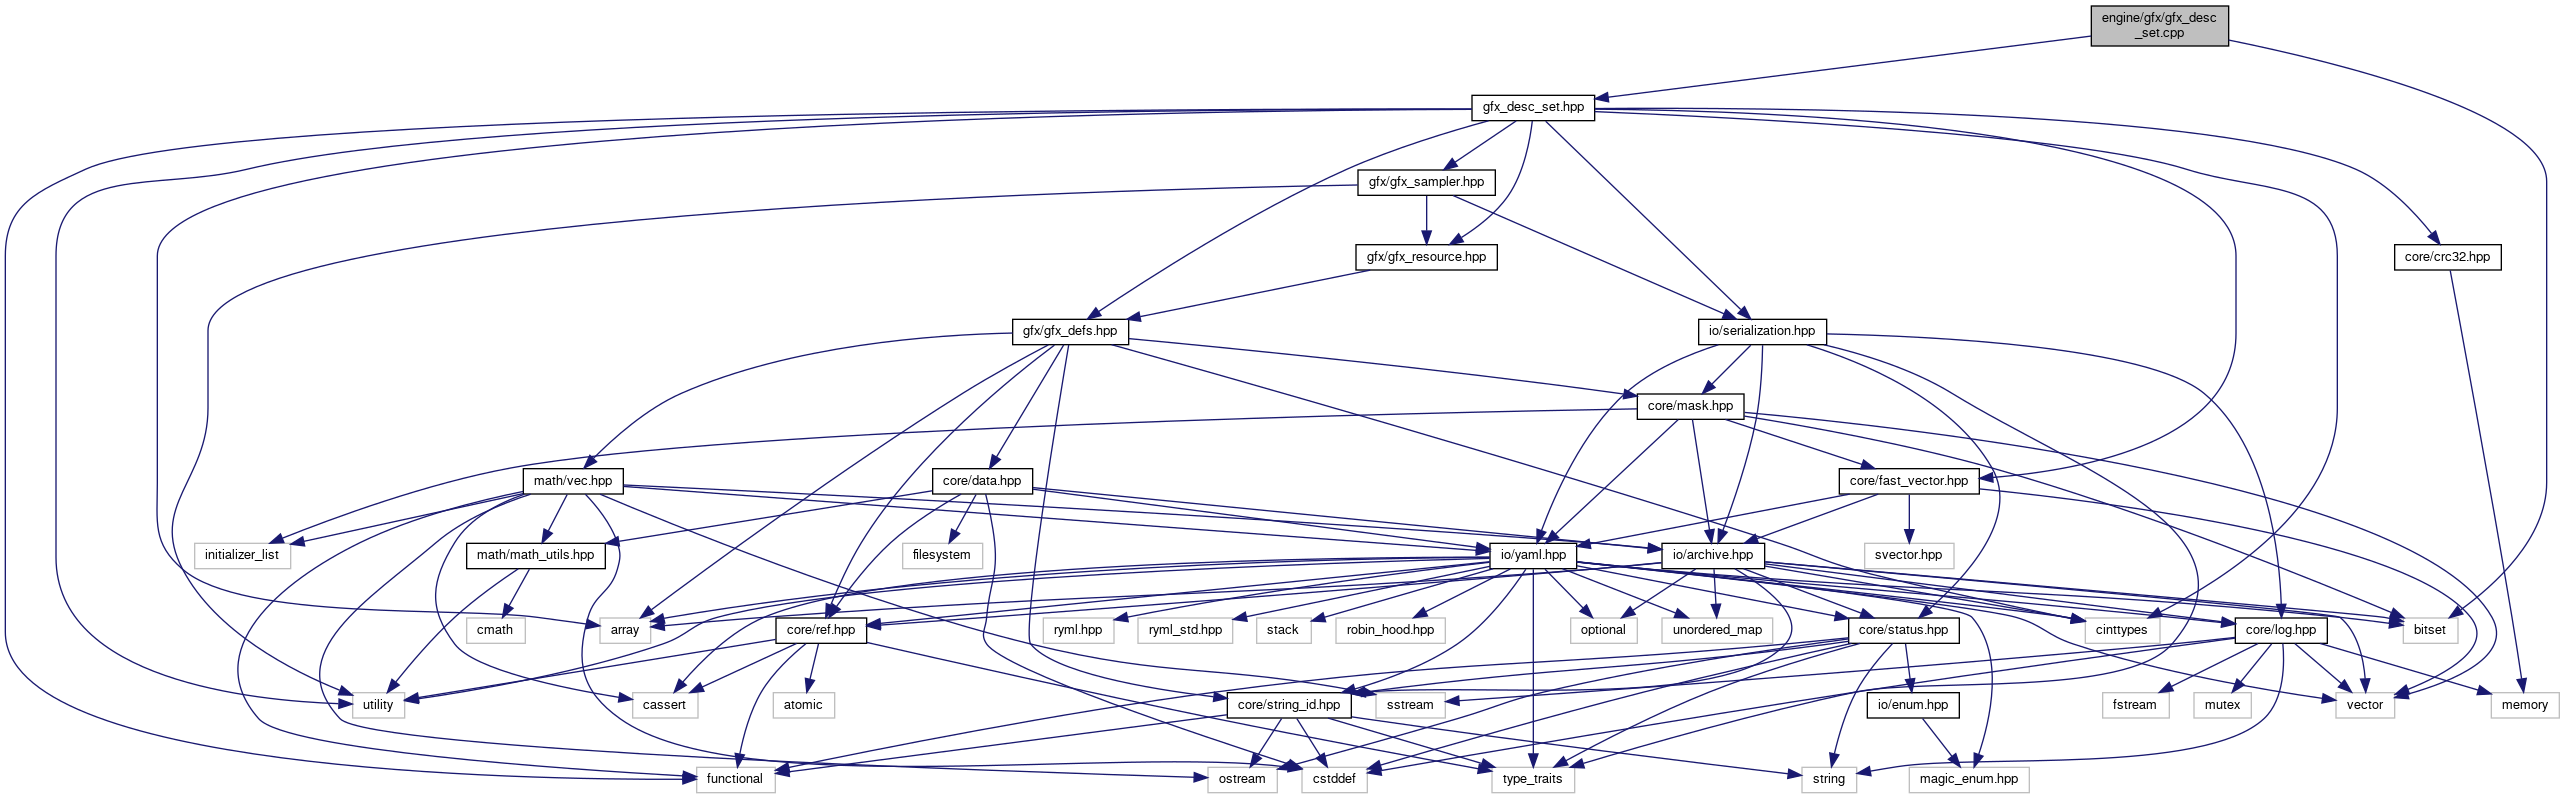 engine/gfx/gfx_desc
_set.cpp
gfx_desc_set.hpp
gfx/gfx_sampler.hpp
gfx/gfx_resource.hpp
core/crc32.hpp
gfx/gfx_defs.hpp
io/serialization.hpp
core/mask.hpp
math/vec.hpp
core/data.hpp
core/fast_vector.hpp
initializer_list
math/math_utils.hpp
filesystem
io/yaml.hpp
io/archive.hpp
svector.hpp
cmath
array
core/ref.hpp
ryml.hpp
ryml_std.hpp
stack
robin_hood.hpp
optional
unordered_map
core/status.hpp
cinttypes
core/log.hpp
bitset
utility
cassert
atomic
sstream
core/string_id.hpp
io/enum.hpp
fstream
mutex
vector
memory
functional
ostream
cstddef
type_traits
string
magic_enum.hpp